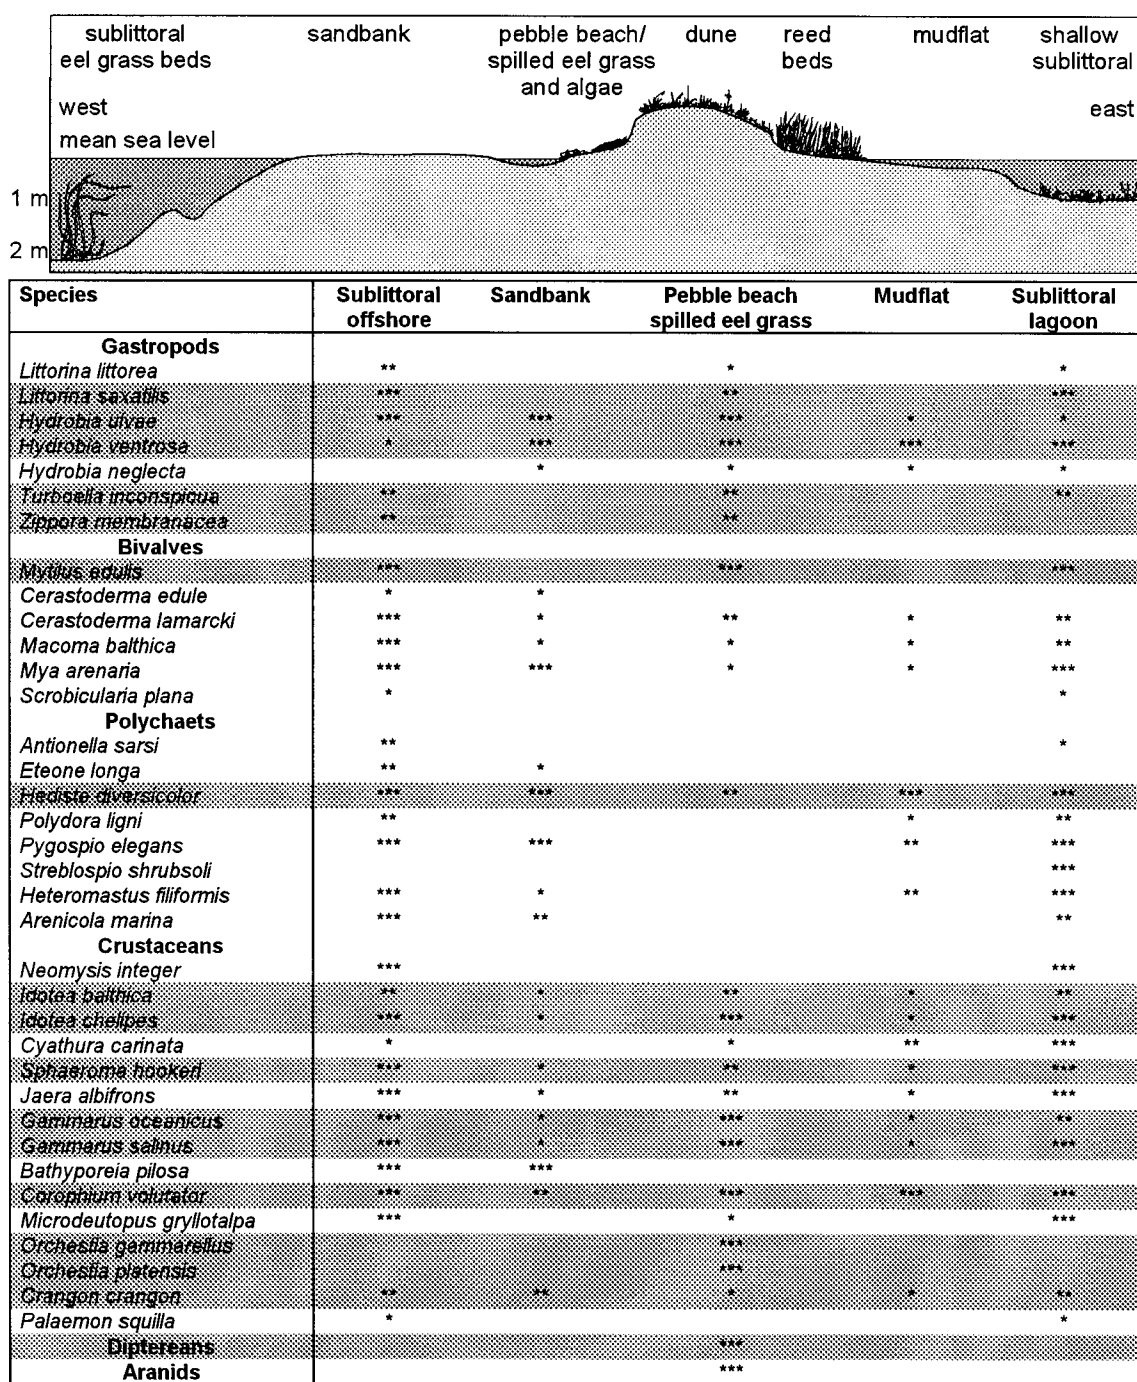 sublittoral eel grass beds
sandbank
pebble beach/ spilled eel grass and algae
dune
reed beds
mudflat
shallow sublittoral
west
east
mean sea level
1 m
2 m
Species Sublittoral offshore Sandbank Pebble beach spilled eel grass Mudflat Sublittoral lagoon
Gastropods
Littorina littorea ** * *
Littorina saxatilis *** ** ***
Hydrobia ulvae *** *** *** * *
Hydrobia ventrosa * *** *** *** ***
Hydrobia neglecta * * * *
Turboella inconspicua ** ** **
Zippora membranacea ** **
Bivalves
Mytilus edulis *** *** ***
Cerastoderma edule * *
Cerastoderma lamarcki *** * ** * **
Macoma balthica *** * * * **
Mya arenaria *** *** * * ***
Scrobicularia plana * *
Polychaets
Antionella sarsi ** *
Eteone longa ** *
Hediste diversicolor *** *** ** *** ***
Polydora ligni ** * **
Pygospio elegans *** *** ** ***
Streblospio shrubsoli ***
Heteromastus filiformis *** * ** ***
Arenicola marina *** ** **
Crustaceans
Neomysis integer *** ***
Idotea balthica ** * ** * **
Idotea chelipes *** * *** * ***
Cyathura carinata * * ** ***
Sphaeroma hookeri *** * ** * ***
Jaera albifrons *** * ** * ***
Gammarus oceanicus *** * *** * **
Gammarus salinus *** * *** * ***
Bathyporeia pilosa *** ***
Corophium volutator *** ** *** *** ***
Microdeutopus gryllotalpa *** * ***
Orchestia gammarellus ***
Orchestia platensis ***
Crangon crangon ** ** * * **
Palaemon squilla * *
Diptereans ***
Aranids ***